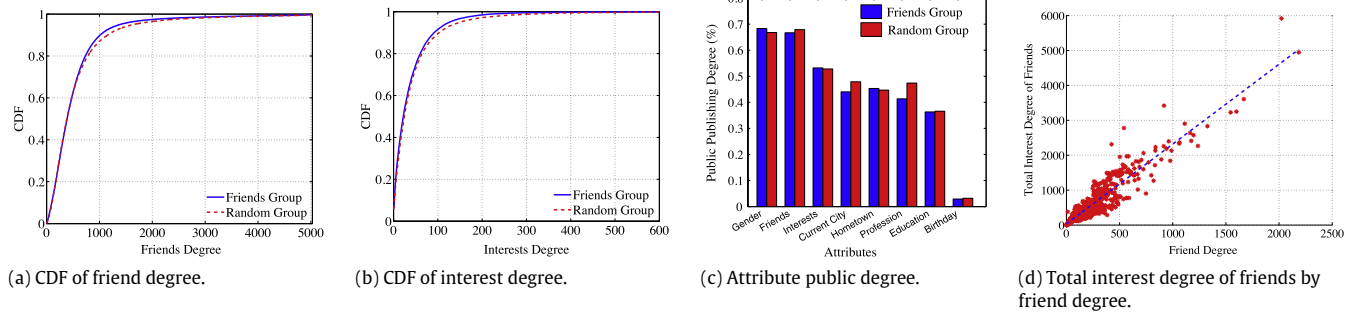 1
0.8
0.6
0.4
0.2
0
CDF
0 1000 2000 3000 4000 5000
Friends Degree
Friends Group
Random Group
(a) CDF of friend degree.
1
0.8
0.6
0.4
0.2
0
CDF
0 100 200 300 400 500 600
Interests Degree
Friends Group
Random Group
(b) CDF of interest degree.
0.8
0.7
0.6
0.5
0.4
0.3
0.2
0.1
0
Public Publishing Degree (%)
Friends Group
Random Group
Gender Friends Interests Current City Hometown Profession Education Birthday
Attributes
(c) Attribute public degree.
6000
5000
4000
3000
2000
1000
0
Total Interest Degree of Friends
0 500 1000 1500 2000 2500
Friend Degree
(d) Total interest degree of friends by
friend degree.